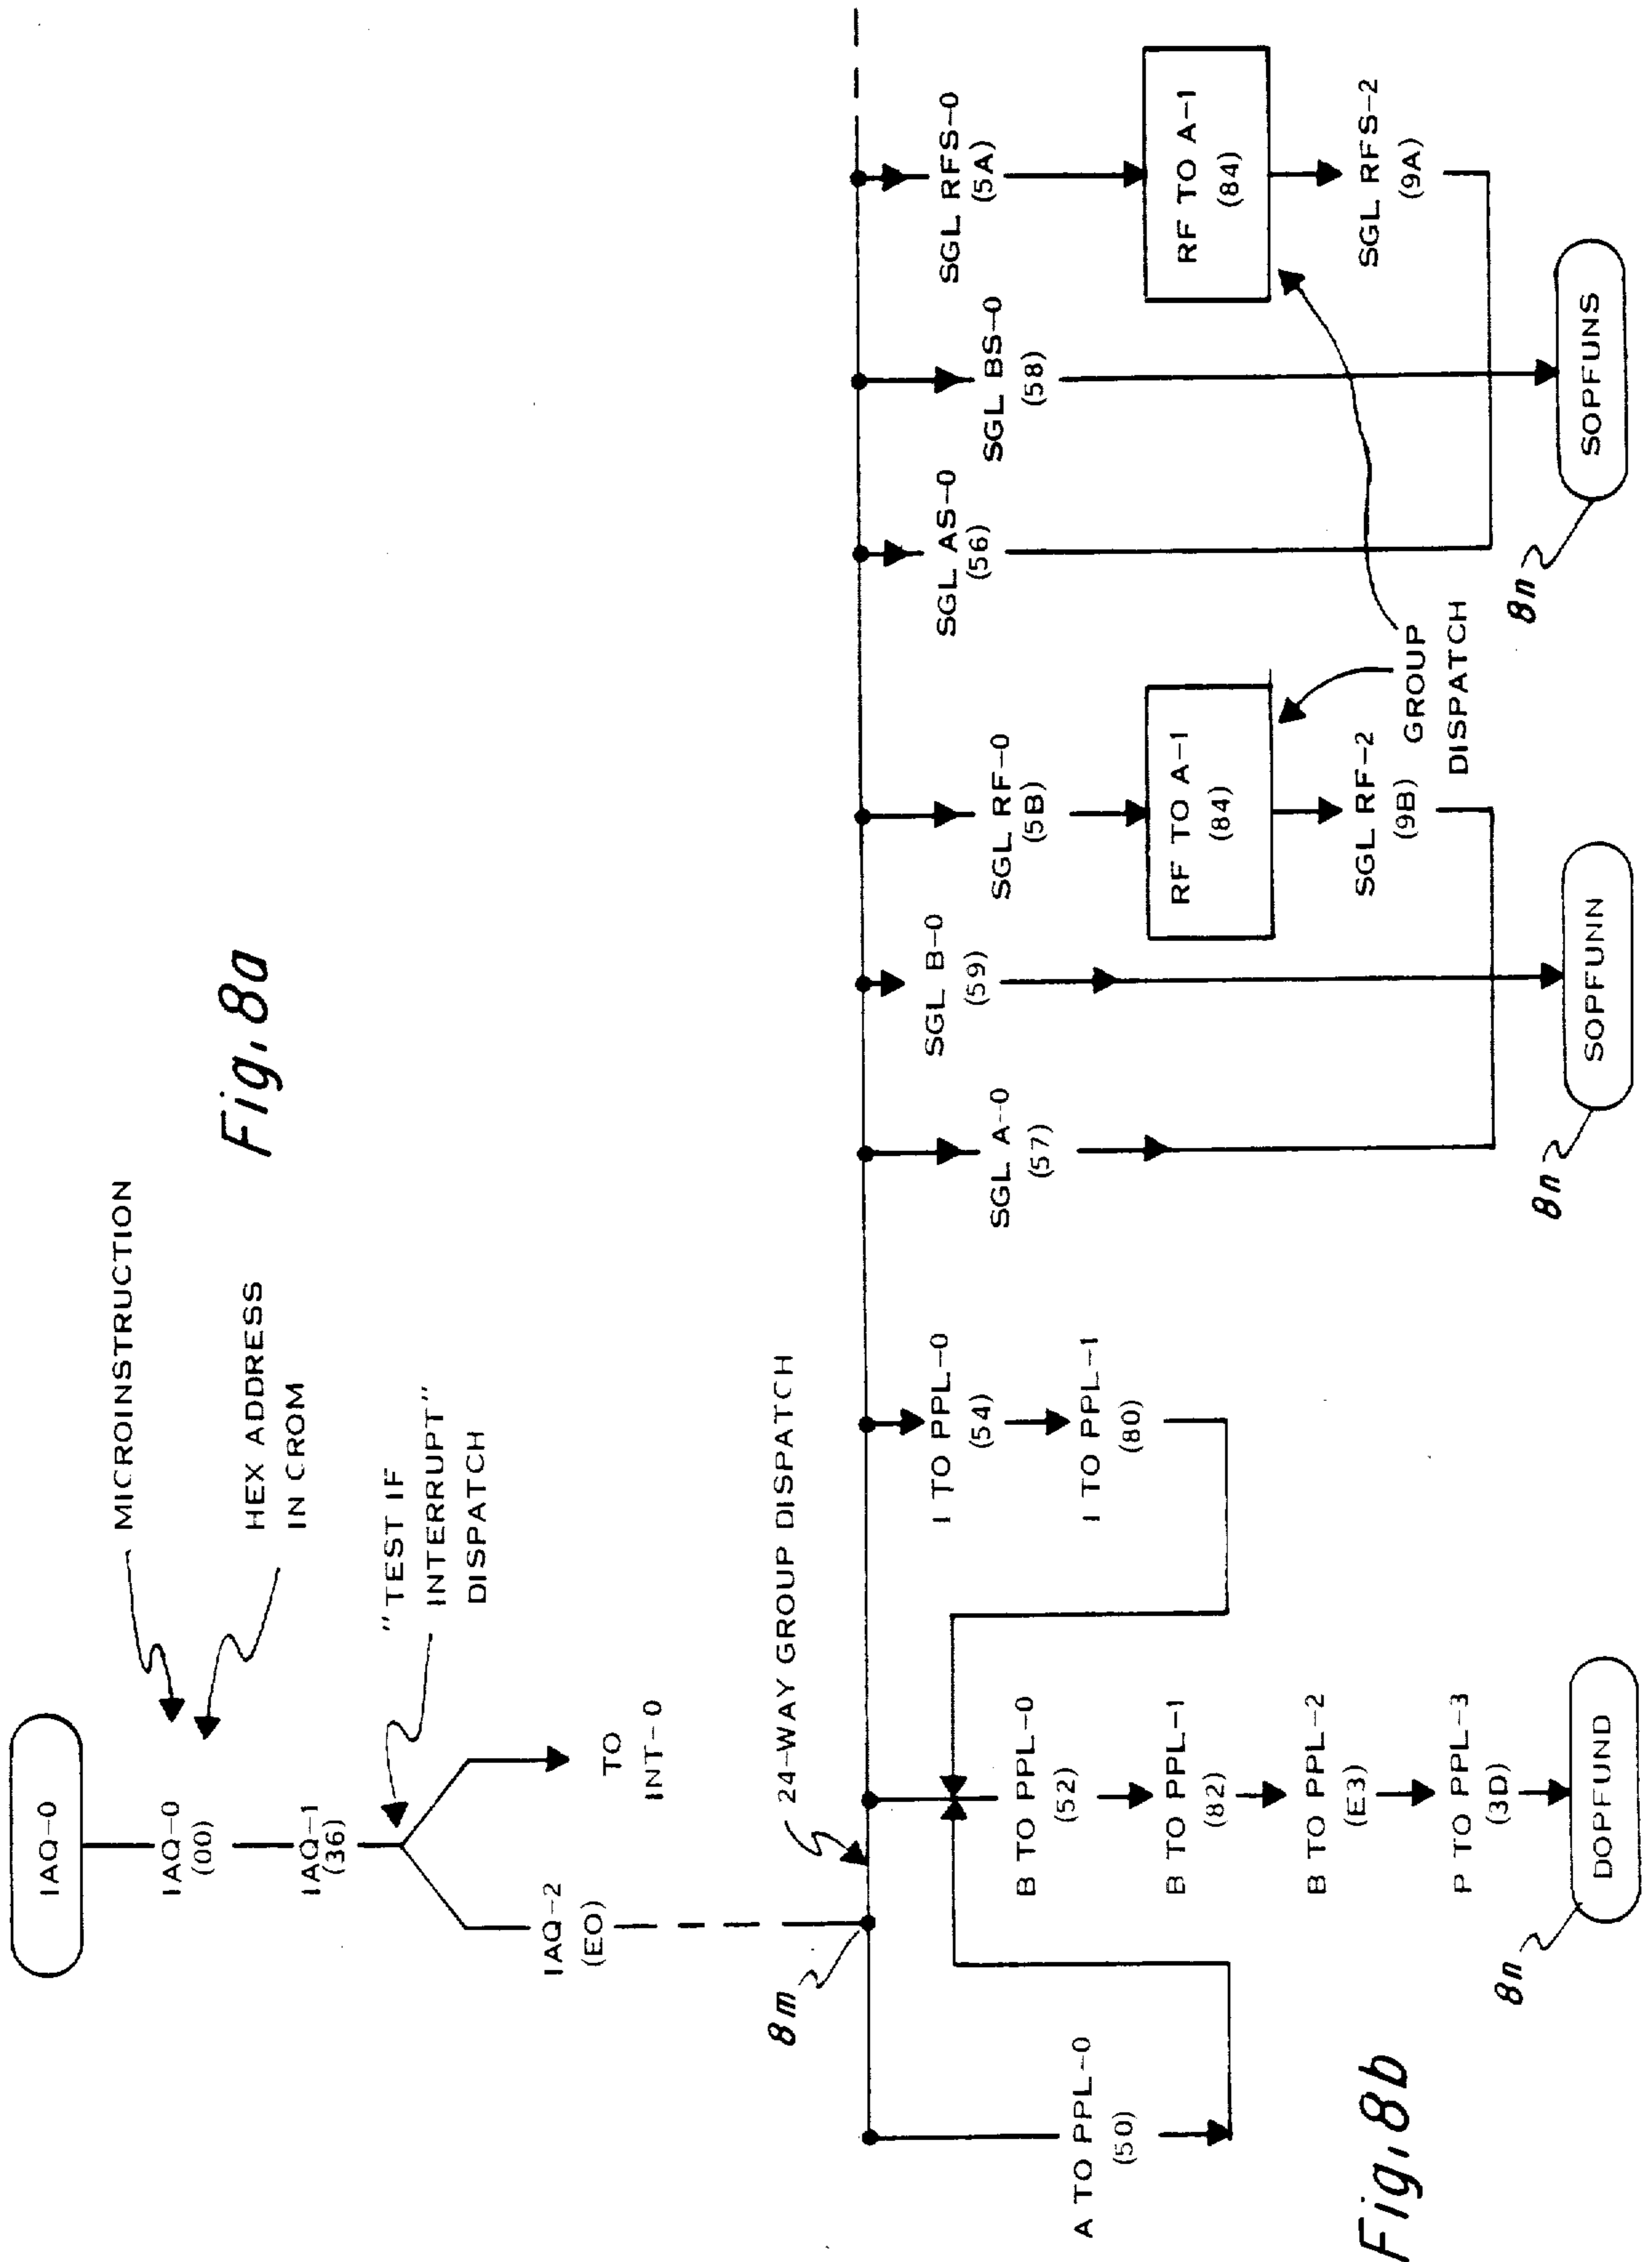 Fig. 8a
IAQ-0
IAQ-0
(00)
IAQ-1
(36)
MICROINSTRUCTION
HEX ADDRESS
IN CROM
"TEST IF
INTERRUPT"
DISPATCH
IAQ-2
(E0)
TO
INT-0
8m
24-WAY GROUP DISPATCH
A TO PPL-0
(50)
B TO PPL-0
(52)
B TO PPL-1
(82)
B TO PPL-2
(E3)
P TO PPL-3
(3D)
DOPFUND
8n
I TO PPL-0
(54)
I TO PPL-1
(80)
SGL A-0
(57)
SGL B-0
(59)
SGL RF-0
(5B)
RF TO A-1
(84)
SGL RF-2
(9B)
SOPFUNN
8n
GROUP
DISPATCH
SGL AS-0
(56)
SGL BS-0
(58)
SGL RFS-0
(5A)
RF TO A-1
(84)
SGL RFS-2
(9A)
SOPFUNS
8n
Fig. 8b